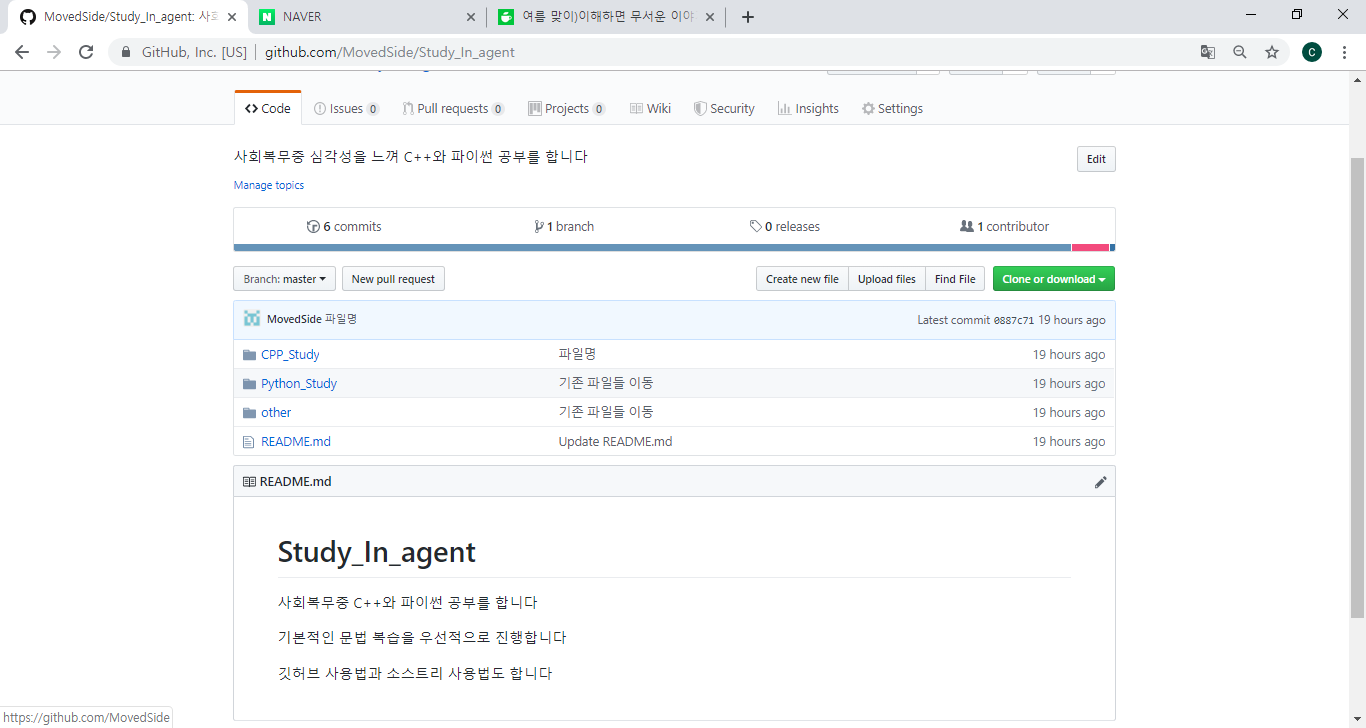 MovedSide/Study_In_agent: 사회
NAVER
여름 맞이)이해하면 무서운 이야
GitHub, Inc. [US] github.com/MovedSide/Study_In_agent
C
Code Issues 0 Pull requests 0 Projects 0 Wiki Security Insights Settings
사회복무중 심각성을 느껴 C++와 파이썬 공부를 합니다
Edit
Manage topics
6 commits 1 branch 0 releases 1 contributor
Branch: master New pull request Create new file Upload files Find File Clone or download
MovedSide 파일명 Latest commit 0887c71 19 hours ago
CPP_Study 파일명 19 hours ago
Python_Study 기존 파일들 이동 19 hours ago
other 기존 파일들 이동 19 hours ago
README.md Update README.md 19 hours ago
README.md
Study_In_agent
사회복무중 C++와 파이썬 공부를 합니다
기본적인 문법 복습을 우선적으로 진행합니다
깃허브 사용법과 소스트리 사용법도 합니다
https://github.com/MovedSide